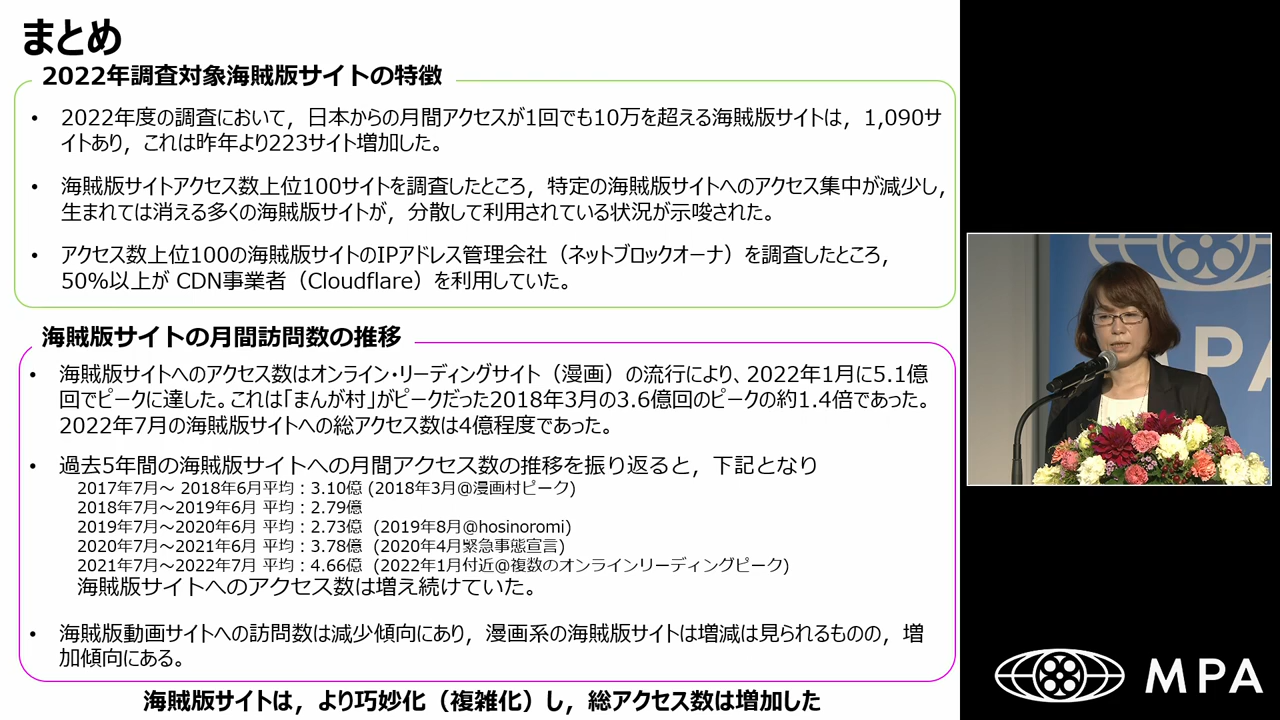 まとめ
2022年調査対象海賊版サイトの特徴
• 2022年度の調査において，日本からの月間アクセスが1回でも10万を超える海賊版サイトは，1,090サ
イトあり，これは昨年より223サイト増加した。
• 海賊版サイトアクセス数上位100サイトを調査したところ，特定の海賊版サイトへのアクセス集中が減少し，
生まれては消える多くの海賊版サイトが，分散して利用されている状況が示唆された。
• アクセス数上位100の海賊版サイトのIPアドレス管理会社（ネットブロックオーナ）を調査したところ，
50%以上が CDN事業者（Cloudflare）を利用していた。
海賊版サイトの月間訪問数の推移
• 海賊版サイトへのアクセス数はオンライン・リーディングサイト（漫画）の流行により、2022年1月に5.1億
回でピークに達した。これは「まんが村」がピークだった2018年3月の3.6億回のピークの約1.4倍であった。
2022年7月の海賊版サイトへの総アクセス数は4億程度であった。
• 過去5年間の海賊版サイトへの月間アクセス数の推移を振り返ると，下記となり
2017年7月～ 2018年6月平均：3.10億 (2018年3月@漫画村ピーク)
2018年7月～2019年6月 平均：2.79億
2019年7月～2020年6月 平均：2.73億 (2019年8月@hosinoromi)
2020年7月～2021年6月 平均：3.78億 (2020年4月緊急事態宣言)
2021年7月～2022年7月 平均：4.66億 (2022年1月付近@複数のオンラインリーディングピーク)
海賊版サイトへのアクセス数は増え続けていた。
• 海賊版動画サイトへの訪問数は減少傾向にあり，漫画系の海賊版サイトは増減は見られるものの，増
加傾向にある。
海賊版サイトは，より巧妙化（複雑化）し，総アクセス数は増加した
MPA
MPA